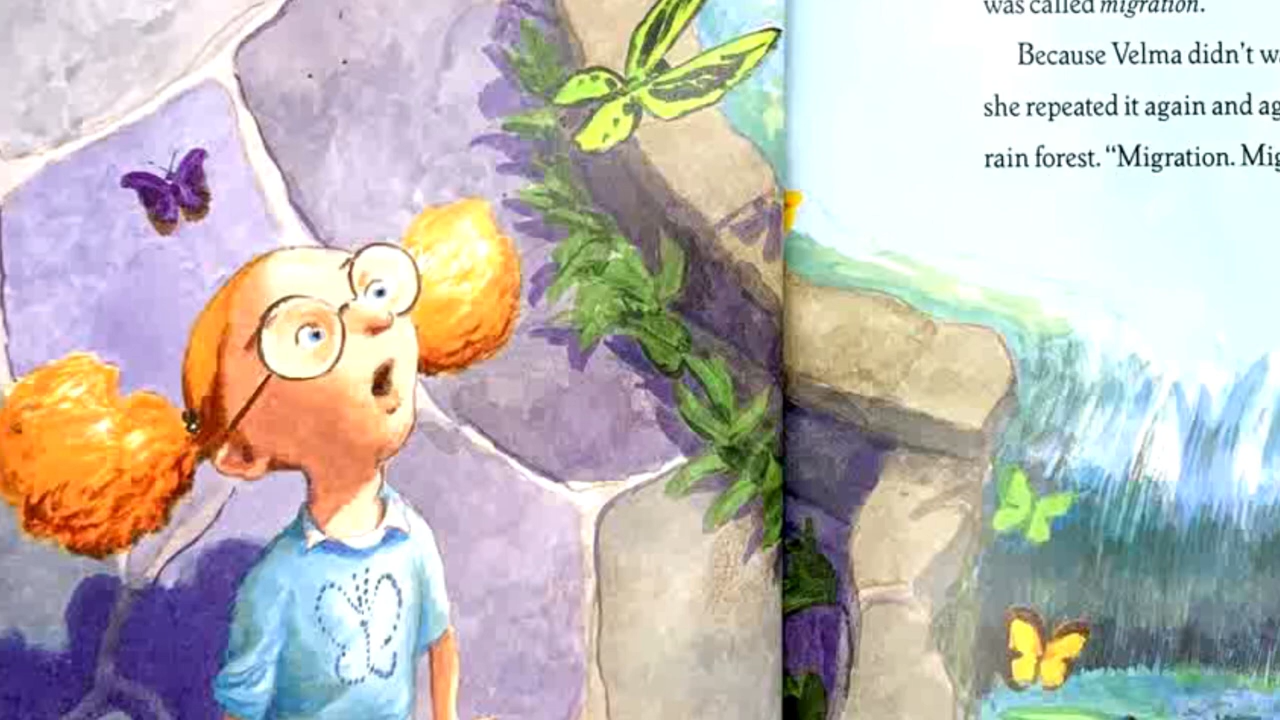 was called migration.
Because Velma didn't
she repeated it again and
rain forest. "Migration.